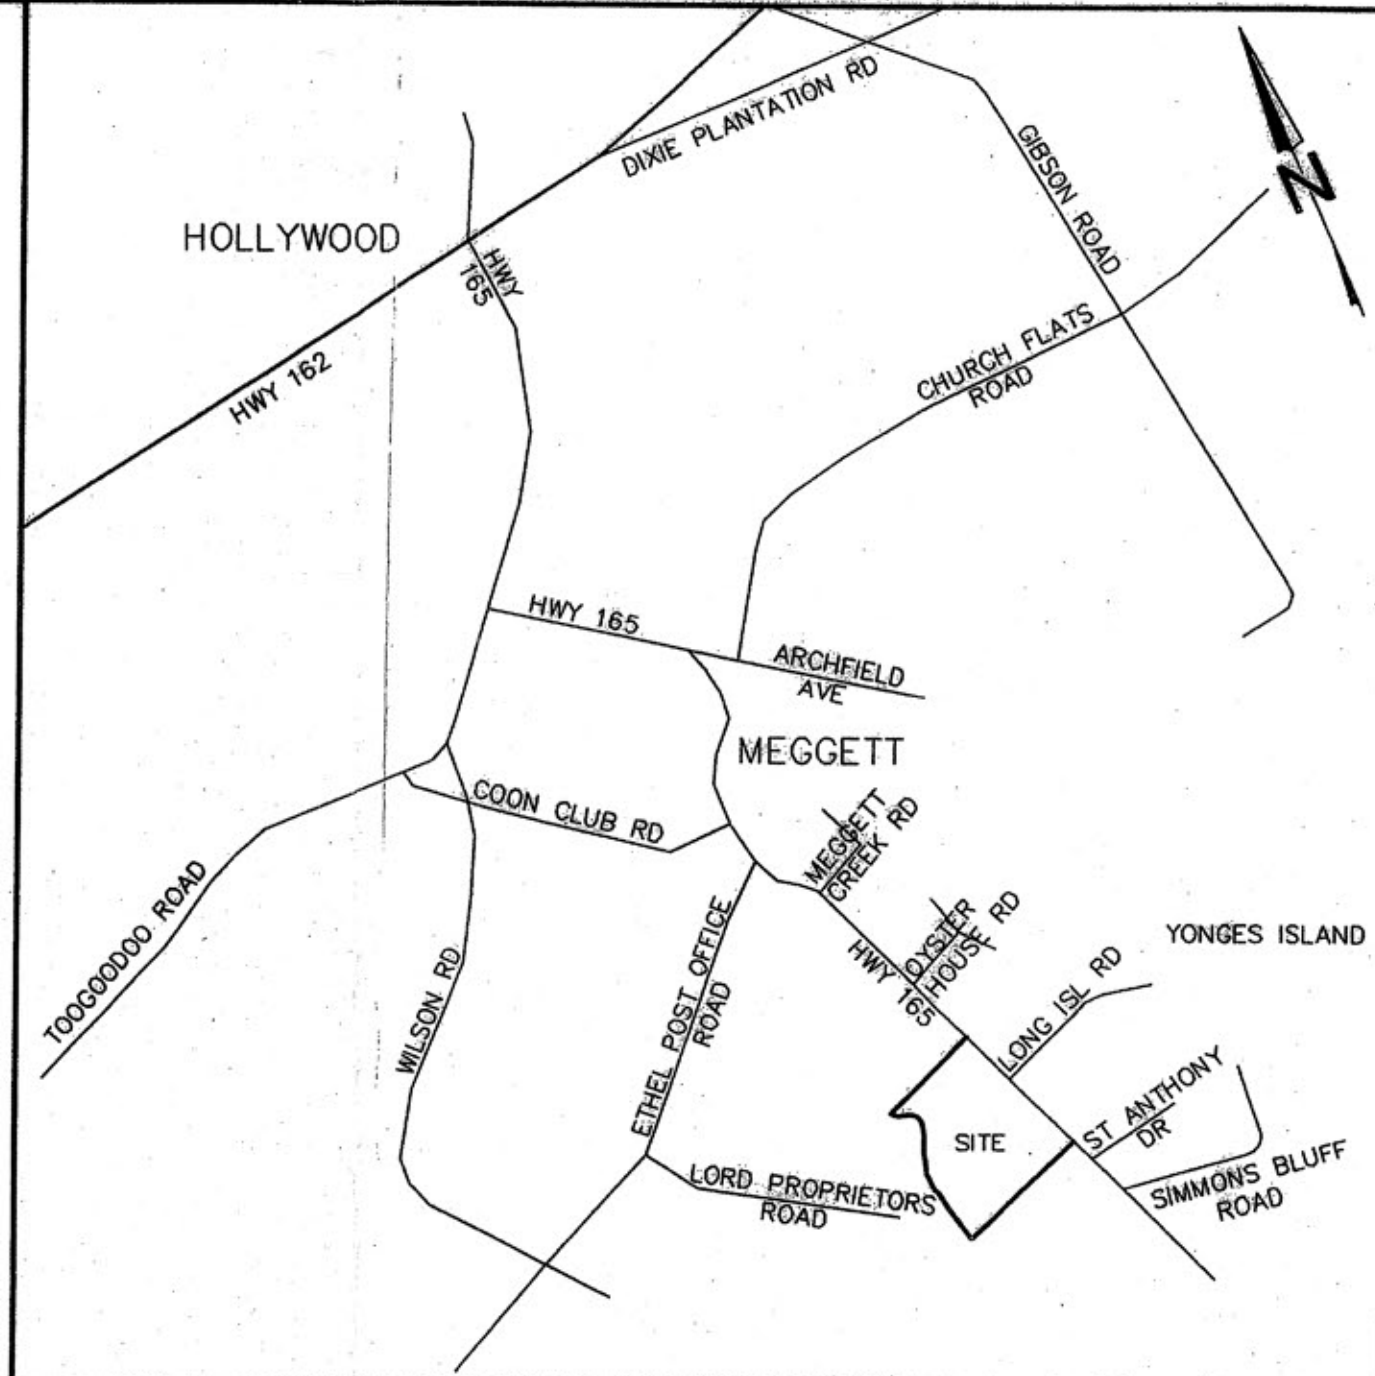 DIXIE PLANTATION RD
GIBSON ROAD
N
HOLLYWOOD
HWY
165
HWY 162
CHURCH FLATS
ROAD
HWY 165
ARCHFIELD
AVE
MEGGETT
COON CLUB RD
MEGGETT
CREEK RD
TOOGOODOO ROAD
WILSON RD
ETHEL POST OFFICE
ROAD
HWY 165
OYSTER
HOUSE RD
YONGES ISLAND
LONG ISL RD
ST ANTHONY
DR
SITE
SIMMONS BLUFF
ROAD
LORD PROPRIETORS
ROAD